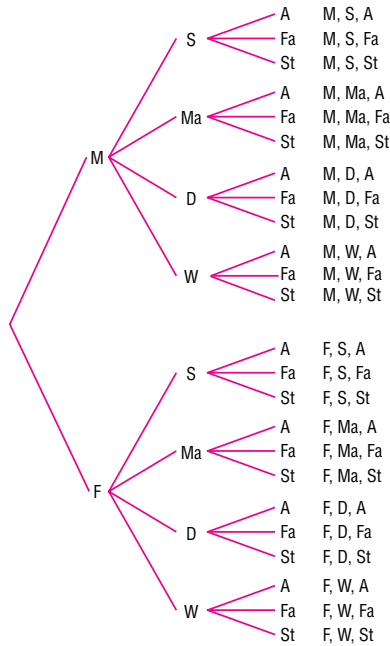 A M, S, A
S Fa M, S, Fa
St M, S, St
A M, Ma, A
Ma Fa M, Ma, Fa
St M, Ma, St
M
A M, D, A
D Fa M, D, Fa
St M, D, St
A M, W, A
W Fa M, W, Fa
St M, W, St
A F, S, A
S Fa F, S, Fa
St F, S, St
A F, Ma, A
Ma Fa F, Ma, Fa
St F, Ma, St
F
A F, D, A
D Fa F, D, Fa
St F, D, St
A F, W, A
W Fa F, W, Fa
St F, W, St